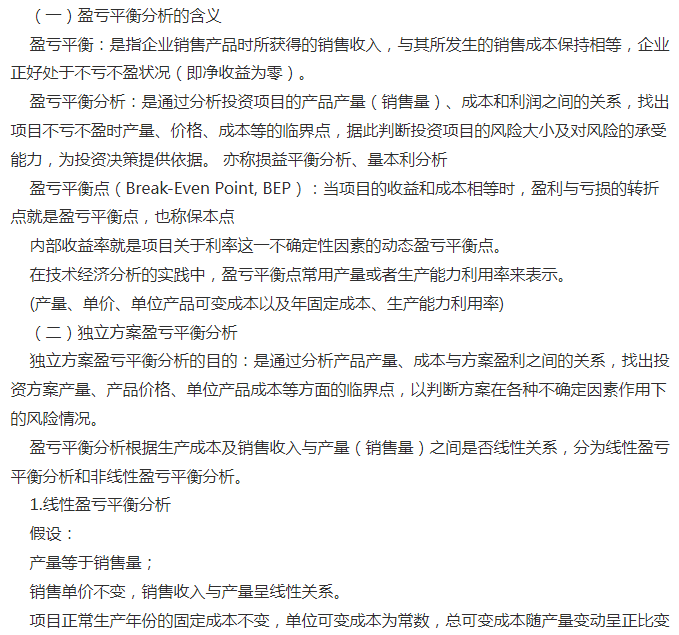 （一）盈亏平衡分析的含义
盈亏平衡：是指企业销售产品时所获得的销售收入，与其所发生的销售成本保持相等，企业
正好处于不亏不盈状况（即净收益为零）。
盈亏平衡分析：是通过分析投资项目的产品产量（销售量）、成本和利润之间的关系，找出
项目不亏不盈时产量、价格、成本等的临界点，据此判断投资项目的风险大小及对风险的承受
能力，为投资决策提供依据。 亦称损益平衡分析、量本利分析
盈亏平衡点（Break-Even Point, BEP）：当项目的收益和成本相等时，盈利与亏损的转折
点就是盈亏平衡点，也称保本点
内部收益率就是项目关于利率这一不确定性因素的动态盈亏平衡点。
在技术经济分析的实践中，盈亏平衡点常用产量或者生产能力利用率来表示。
(产量、单价、单位产品可变成本以及年固定成本、生产能力利用率)
（二）独立方案盈亏平衡分析
独立方案盈亏平衡分析的目的：是通过分析产品产量、成本与方案盈利之间的关系，找出投
资方案产量、产品价格、单位产品成本等方面的临界点，以判断方案在各种不确定因素作用下
的风险情况。
盈亏平衡分析根据生产成本及销售收入与产量（销售量）之间是否线性关系，分为线性盈亏
平衡分析和非线性盈亏平衡分析。
1.线性盈亏平衡分析
假设：
产量等于销售量；
销售单价不变，销售收入与产量呈线性关系。
项目正常生产年份的固定成本不变，单位可变成本为常数，总可变成本随产量变动呈正比变